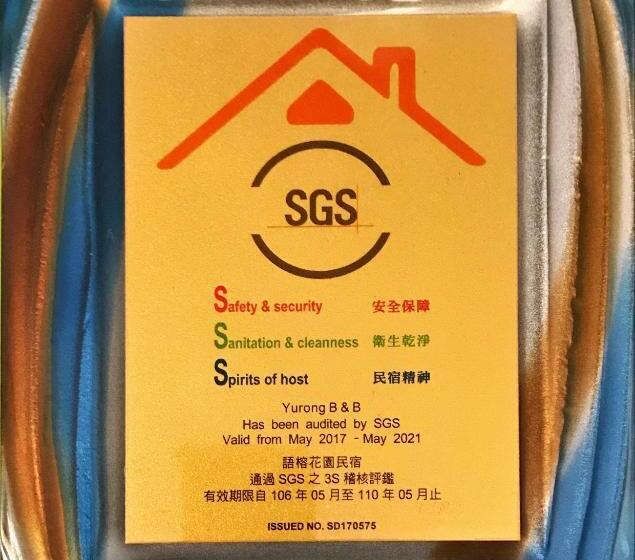 SGS
Safety & security 安全保障
Sanitation & cleanness 衛生乾淨
Spirits of host 民宿精神
Yurong B & B
Has been audited by SGS
Valid from May 2017 - May 2021
語榕花園民宿
通過 SGS 之 3S 稽核評鑑
有效期限自 106 年 05 月至 110 年 05 月止
ISSUED NO. SD170575